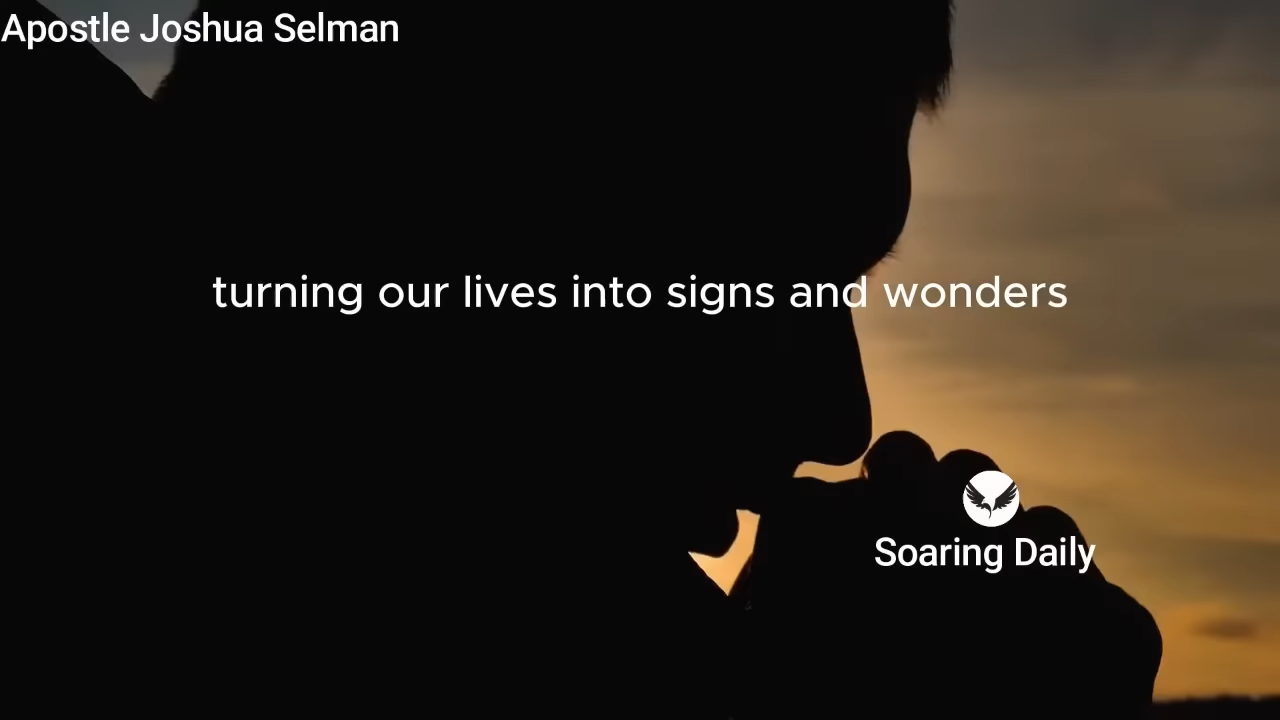 Apostle Joshua Selman
turning our lives into signs and wonders
Soaring Daily